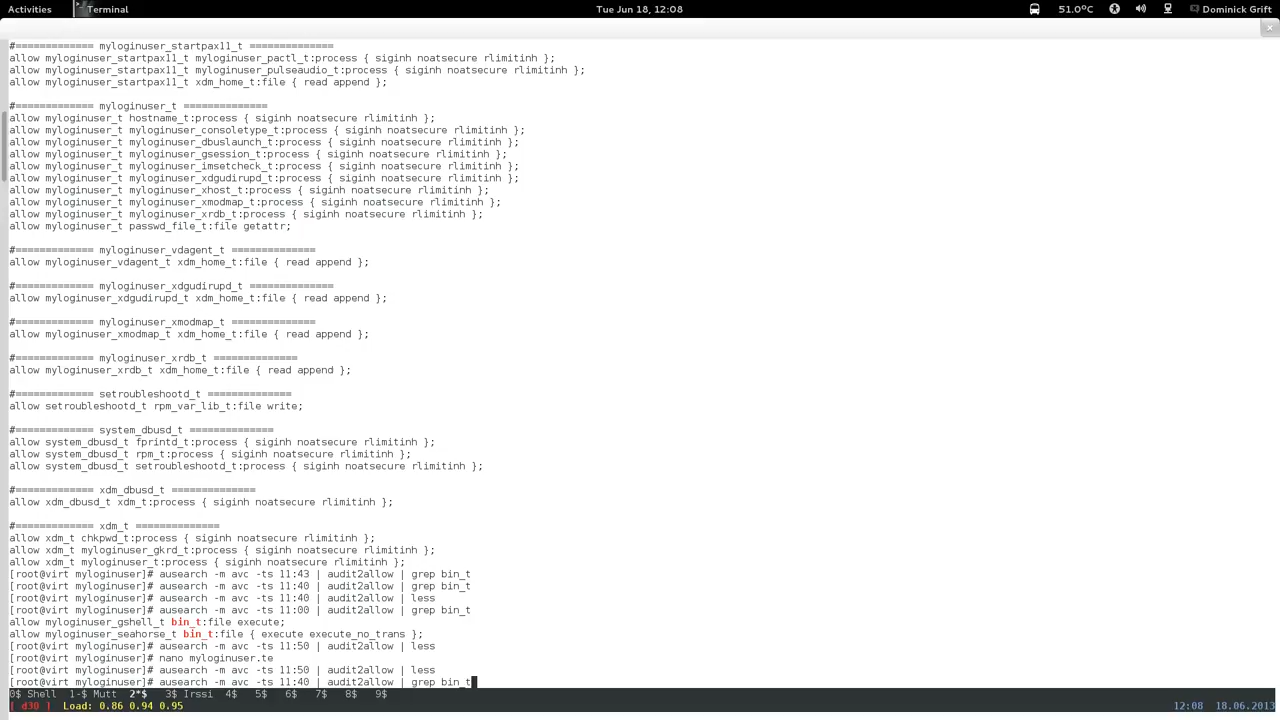 Activities Terminal Tue Jun 18, 12:08 51.0°C Dominick Grift
#============= myloginuser_startpax11_t ==============
allow myloginuser_startpax11_t myloginuser_pactl_t:process { siginh noatsecure rlimitinh };
allow myloginuser_startpax11_t myloginuser_pulseaudio_t:process { siginh noatsecure rlimitinh };
allow myloginuser_startpax11_t xdm_home_t:file { read append };
#============= myloginuser_t ==============
allow myloginuser_t hostname_t:process { siginh noatsecure rlimitinh };
allow myloginuser_t myloginuser_consoletype_t:process { siginh noatsecure rlimitinh };
allow myloginuser_t myloginuser_dbuslaunch_t:process { siginh noatsecure rlimitinh };
allow myloginuser_t myloginuser_gsession_t:process { siginh noatsecure rlimitinh };
allow myloginuser_t myloginuser_imsetcheck_t:process { siginh noatsecure rlimitinh };
allow myloginuser_t myloginuser_xdgudirupd_t:process { siginh noatsecure rlimitinh };
allow myloginuser_t myloginuser_xhost_t:process { siginh noatsecure rlimitinh };
allow myloginuser_t myloginuser_xmodmap_t:process { siginh noatsecure rlimitinh };
allow myloginuser_t myloginuser_xrdb_t:process { siginh noatsecure rlimitinh };
allow myloginuser_t passwd_file_t:file getattr;
#============= myloginuser_vdagent_t ==============
allow myloginuser_vdagent_t xdm_home_t:file { read append };
#============= myloginuser_xdgudirupd_t ==============
allow myloginuser_xdgudirupd_t xdm_home_t:file { read append };
#============= myloginuser_xmodmap_t ==============
allow myloginuser_xmodmap_t xdm_home_t:file { read append };
#============= myloginuser_xrdb_t ==============
allow myloginuser_xrdb_t xdm_home_t:file { read append };
#============= setroubleshootd_t ==============
allow setroubleshootd_t rpm_var_lib_t:file write;
#============= system_dbusd_t ==============
allow system_dbusd_t fprintd_t:process { siginh noatsecure rlimitinh };
allow system_dbusd_t rpm_t:process { siginh noatsecure rlimitinh };
allow system_dbusd_t setroubleshootd_t:process { siginh noatsecure rlimitinh };
#============= xdm_dbusd_t ==============
allow xdm_dbusd_t xdm_t:process { siginh noatsecure rlimitinh };
#============= xdm_t ==============
allow xdm_t chkpwd_t:process { siginh noatsecure rlimitinh };
allow xdm_t myloginuser_gkrd_t:process { siginh noatsecure rlimitinh };
allow xdm_t myloginuser_t:process { siginh noatsecure rlimitinh };
[root@virt myloginuser]# ausearch -m avc -ts 11:43 | audit2allow | grep bin_t
[root@virt myloginuser]# ausearch -m avc -ts 11:40 | audit2allow | grep bin_t
[root@virt myloginuser]# ausearch -m avc -ts 11:40 | audit2allow | less
[root@virt myloginuser]# ausearch -m avc -ts 11:00 | audit2allow | grep bin_t
allow myloginuser_gshell_t bin_t:file execute;
allow myloginuser_seahorse_t bin_t:file { execute execute_no_trans };
[root@virt myloginuser]# ausearch -m avc -ts 11:50 | audit2allow | less
[root@virt myloginuser]# nano myloginuser.te
[root@virt myloginuser]# ausearch -m avc -ts 11:50 | audit2allow | less
[root@virt myloginuser]# ausearch -m avc -ts 11:40 | audit2allow | grep bin_t
0$ Shell 1-$ Mutt 2*$ 3$ Irssi 4$ 5$ 6$ 7$ 8$ 9$
[ d30 ] Load: 0.86 0.94 0.95 12:08 18.06.2013